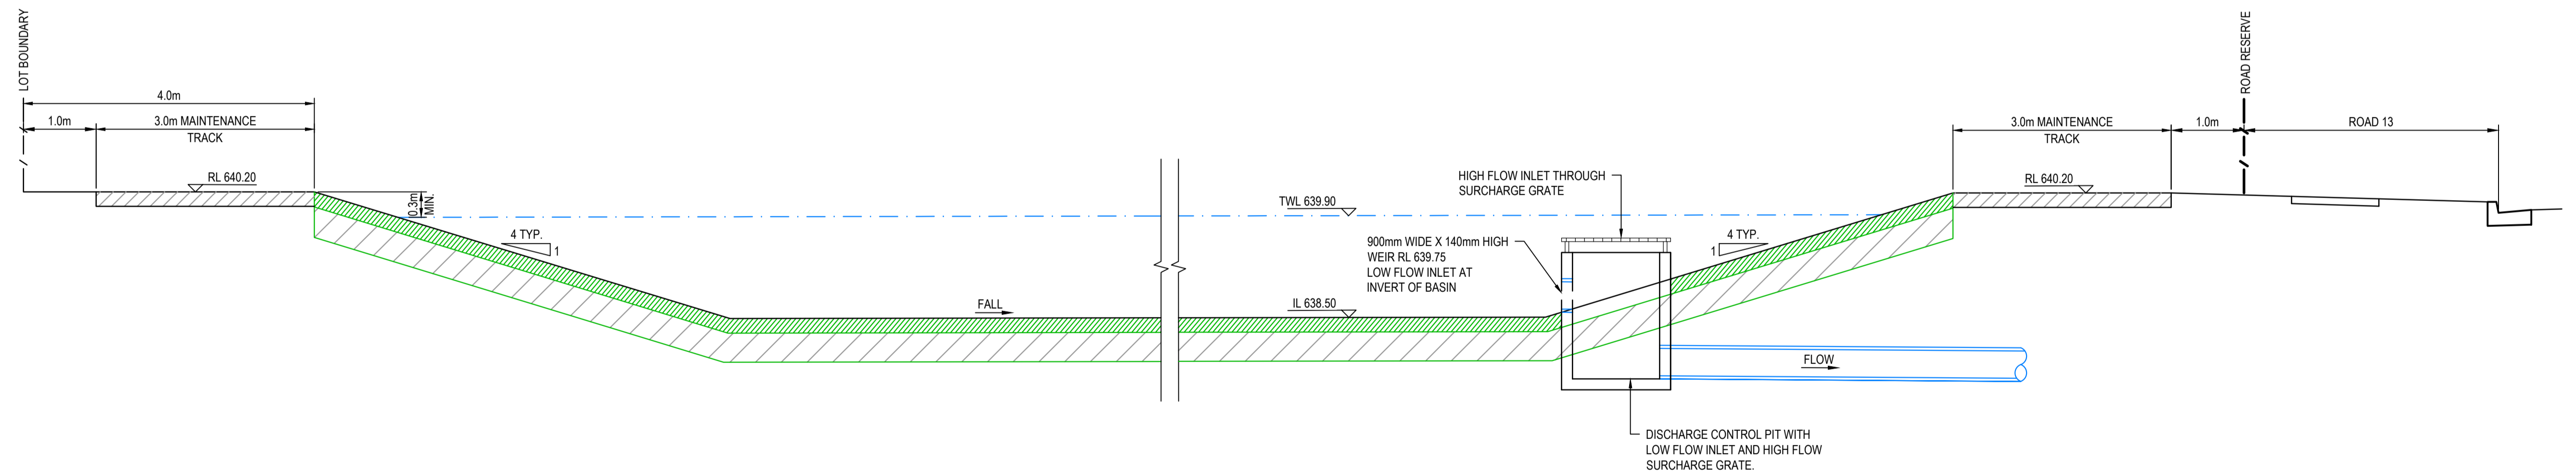 LOT BOUNDARY
4.0m
1.0m
3.0m MAINTENANCE
TRACK
RL 640.20
0.3m
MIN.
4 TYP.
1
FALL
TWL 639.90
IL 638.50
HIGH FLOW INLET THROUGH
SURCHARGE GRATE
900mm WIDE X 140mm HIGH
WEIR RL 639.75
LOW FLOW INLET AT
INVERT OF BASIN
4 TYP.
1
FLOW
DISCHARGE CONTROL PIT WITH
LOW FLOW INLET AND HIGH FLOW
SURCHARGE GRATE.
3.0m MAINTENANCE
TRACK
RL 640.20
1.0m
ROAD RESERVE
ROAD 13